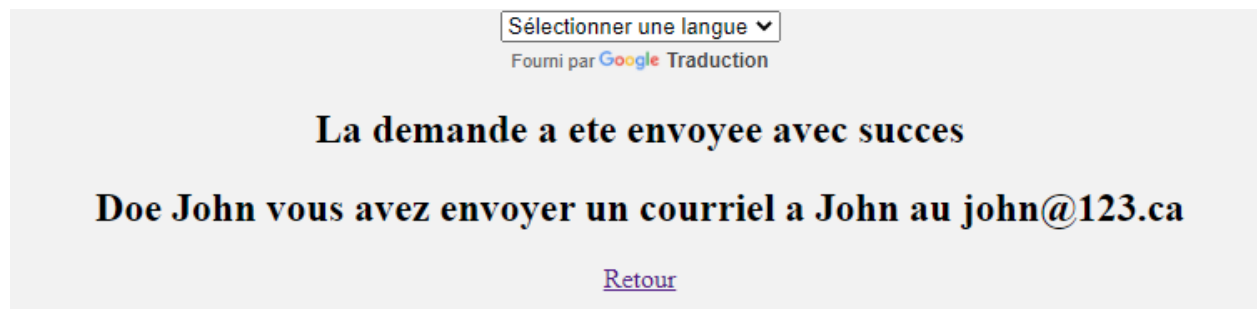 Sélectionner une langue
Fourni par Google Traduction
La demande a ete envoyee avec succes
Doe John vous avez envoyer un courriel a John au john@123.ca
Retour